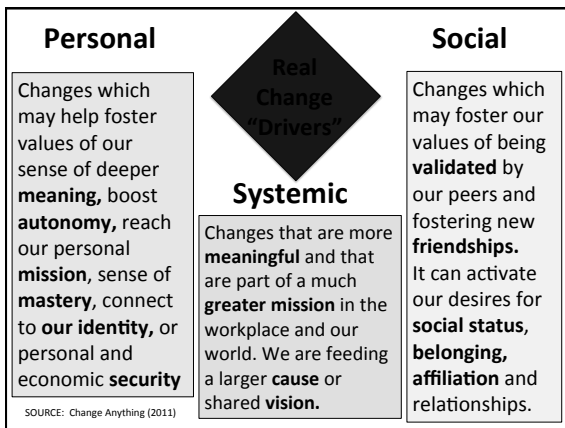 Personal
Changes which
may help foster
values of our
sense of deeper
meaning, boost
autonomy, reach
our personal
mission, sense of
mastery, connect
to our identity, or
personal and
economic security
SOURCE: Change Anything (2011)
Real
Change
“Drivers”
Systemic
Changes that are more
meaningful and that
are part of a much
greater mission in the
workplace and our
world. We are feeding
a larger cause or
shared vision.
Social
Changes which
may foster our
values of being
validated by
our peers and
fostering new
friendships.
It can activate
our desires for
social status,
belonging,
affiliation and
relationships.